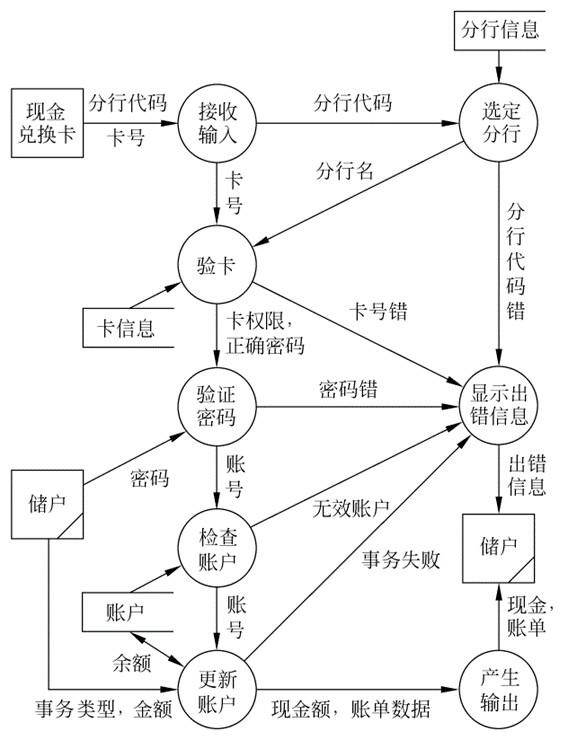 分行信息
现金
兑换卡
分行代码
卡号
接收
输入
分行代码
选定
分行
卡
号
分行名
分
行
代
码
错
验卡
卡信息
卡权限，
正确密码
卡号错
验证
密码
密码错
显示出
错信息
储户
密码
账
号
无效账户
出错
信息
检查
账户
储户
事务失败
账户
账
号
现金，
账单
余额
更新
账户
产生
输出
事务类型，金额
现金额，账单数据